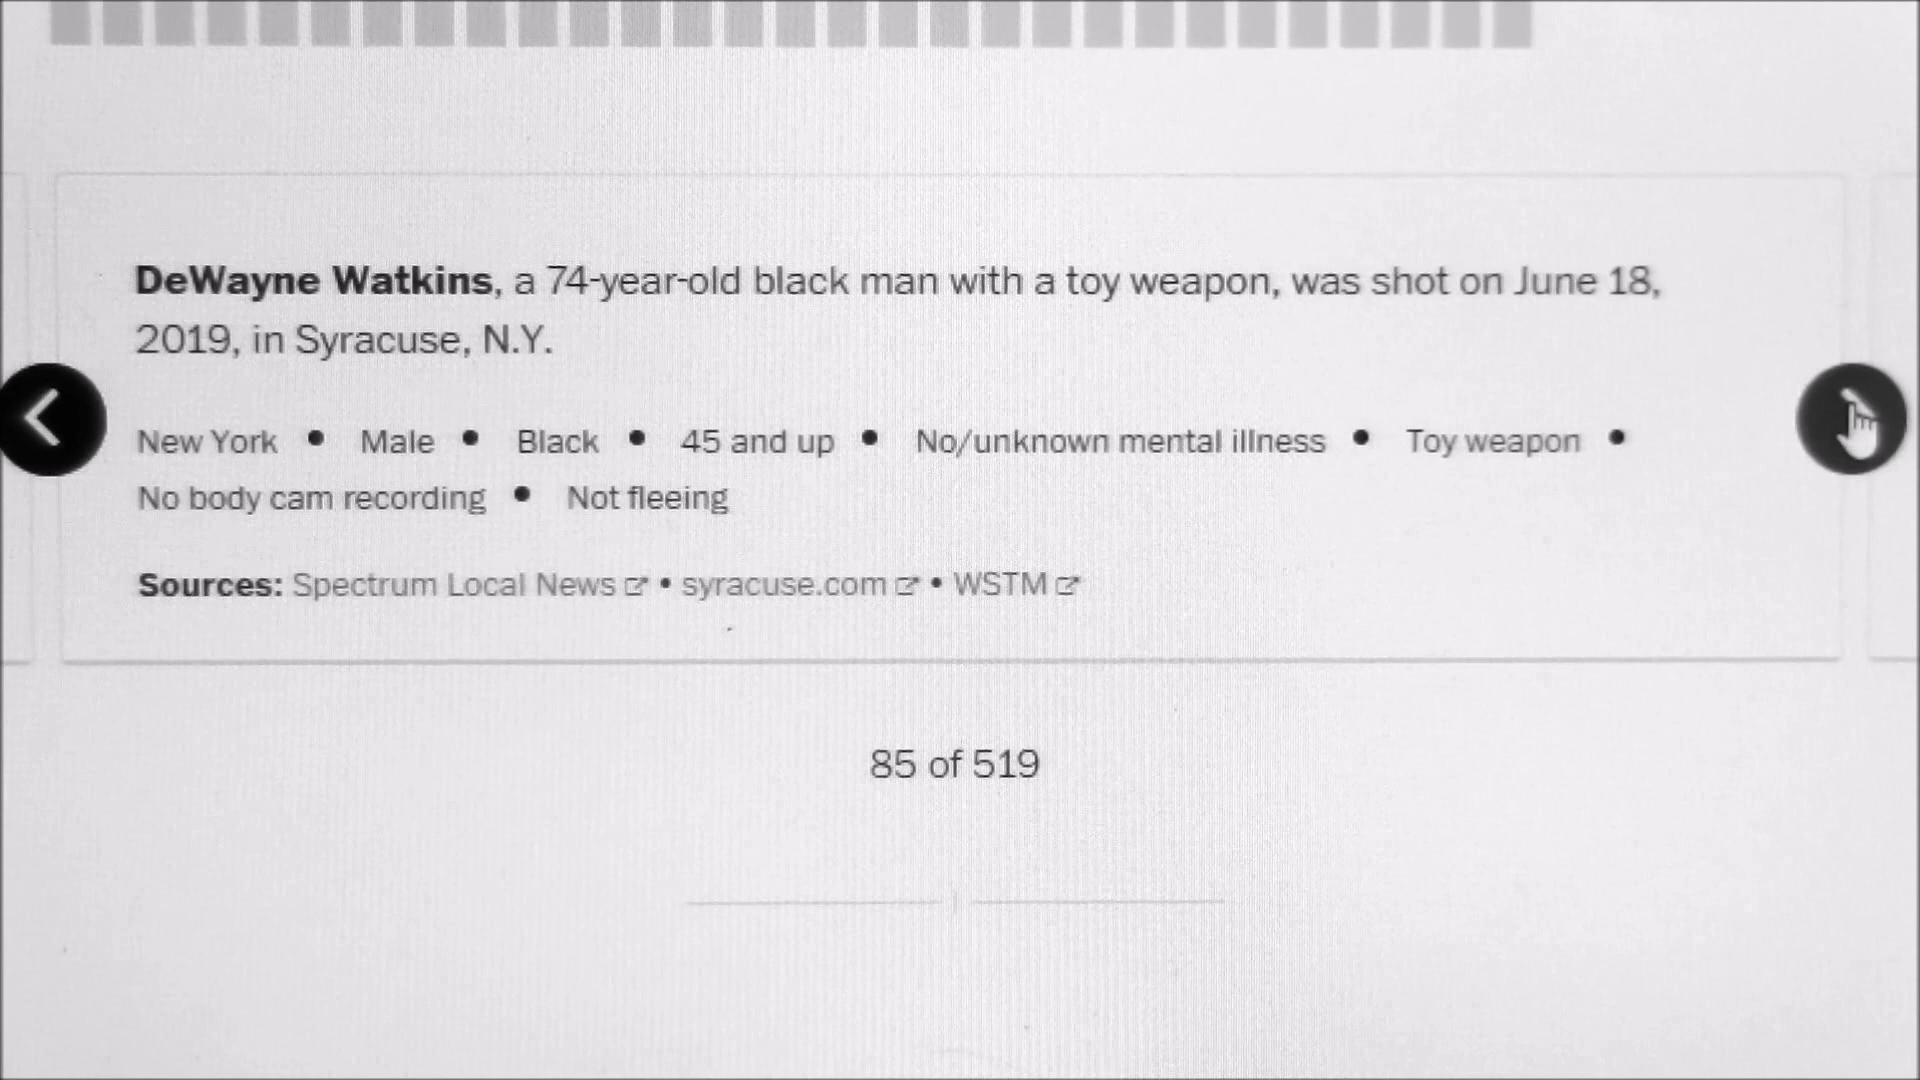 DeWayne Watkins, a 74-year-old black man with a toy weapon, was shot on June 18,
2019, in Syracuse, N.Y.
New York • Male • Black • 45 and up • No/unknown mental illness • Toy weapon •
No body cam recording • Not fleeing
Sources: Spectrum Local News • syracuse.com • WSTM
85 of 519